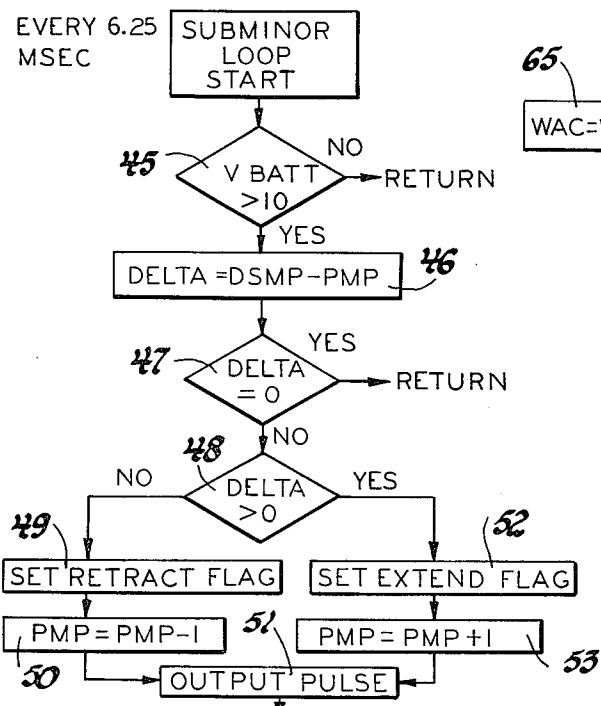 EVERY 6.25
MSEC
SUBMINOR
LOOP
START
65
WAC=
45
V BATT
>10
NO
RETURN
YES
DELTA =DSMP-PMP
46
47
DELTA
= 0
YES
RETURN
NO
48
DELTA
>0
NO
YES
49
SET RETRACT FLAG
52
SET EXTEND FLAG
PMP=PMP-1
50
PMP=PMP+1
53
51
OUTPUT PULSE